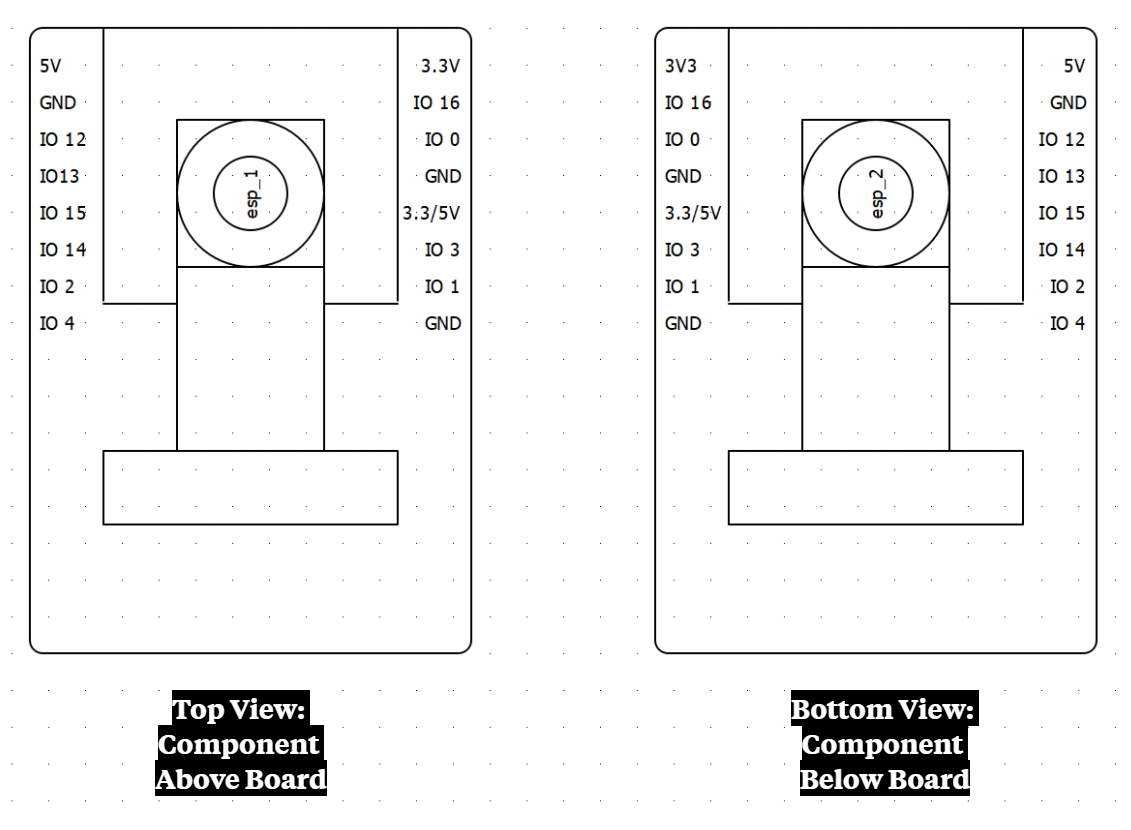 5V
GND
IO 12
IO13
IO 15
IO 14
IO 2
IO 4
3.3V
IO 16
IO 0
GND
3.3/5V
IO 3
IO 1
GND
esp_1
Top View:
Component
Above Board
3V3
IO 16
IO 0
GND
3.3/5V
IO 3
IO 1
GND
5V
GND
IO 12
IO 13
IO 15
IO 14
IO 2
IO 4
esp_2
Bottom View:
Component
Below Board